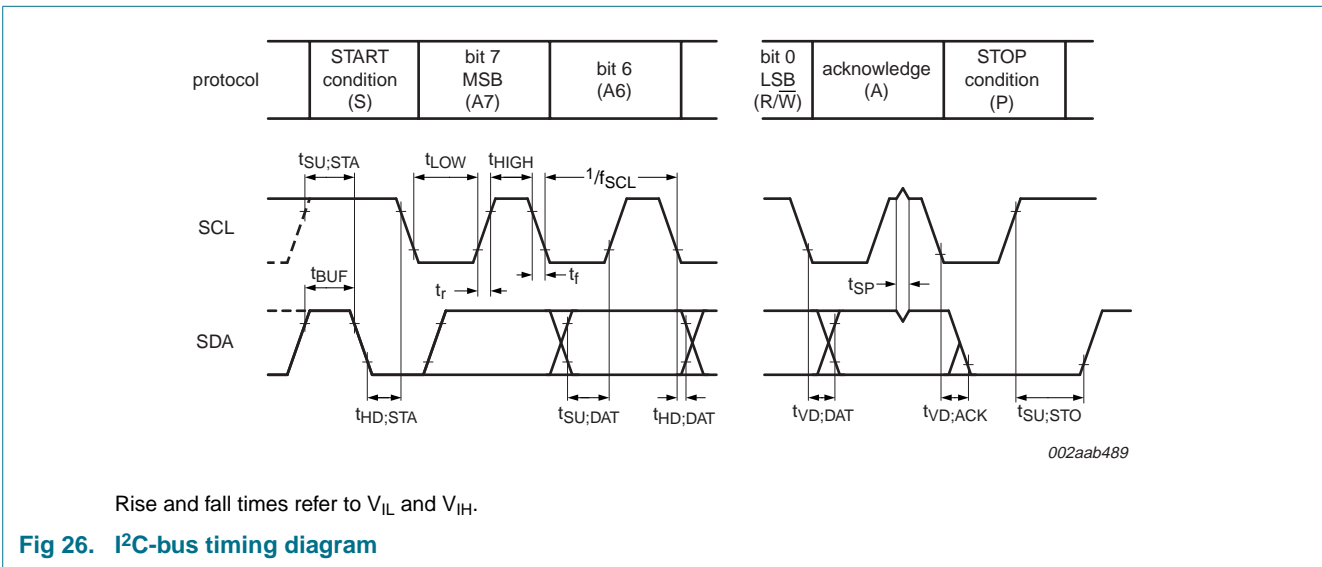 protocol
START
condition
(S)
bit 7
MSB
(A7)
bit 6
(A6)
bit 0
LSB
(R/W̅)
acknowledge
(A)
STOP
condition
(P)
tSU;STA
tLOW
tHIGH
1/fSCL
SCL
tBUF
tr
tf
tSP
SDA
tHD;STA
tSU;DAT
tHD;DAT
tVD;DAT
tVD;ACK
tSU;STO
002aab489
Rise and fall times refer to VIL and VIH.
Fig 26. I²C-bus timing diagram